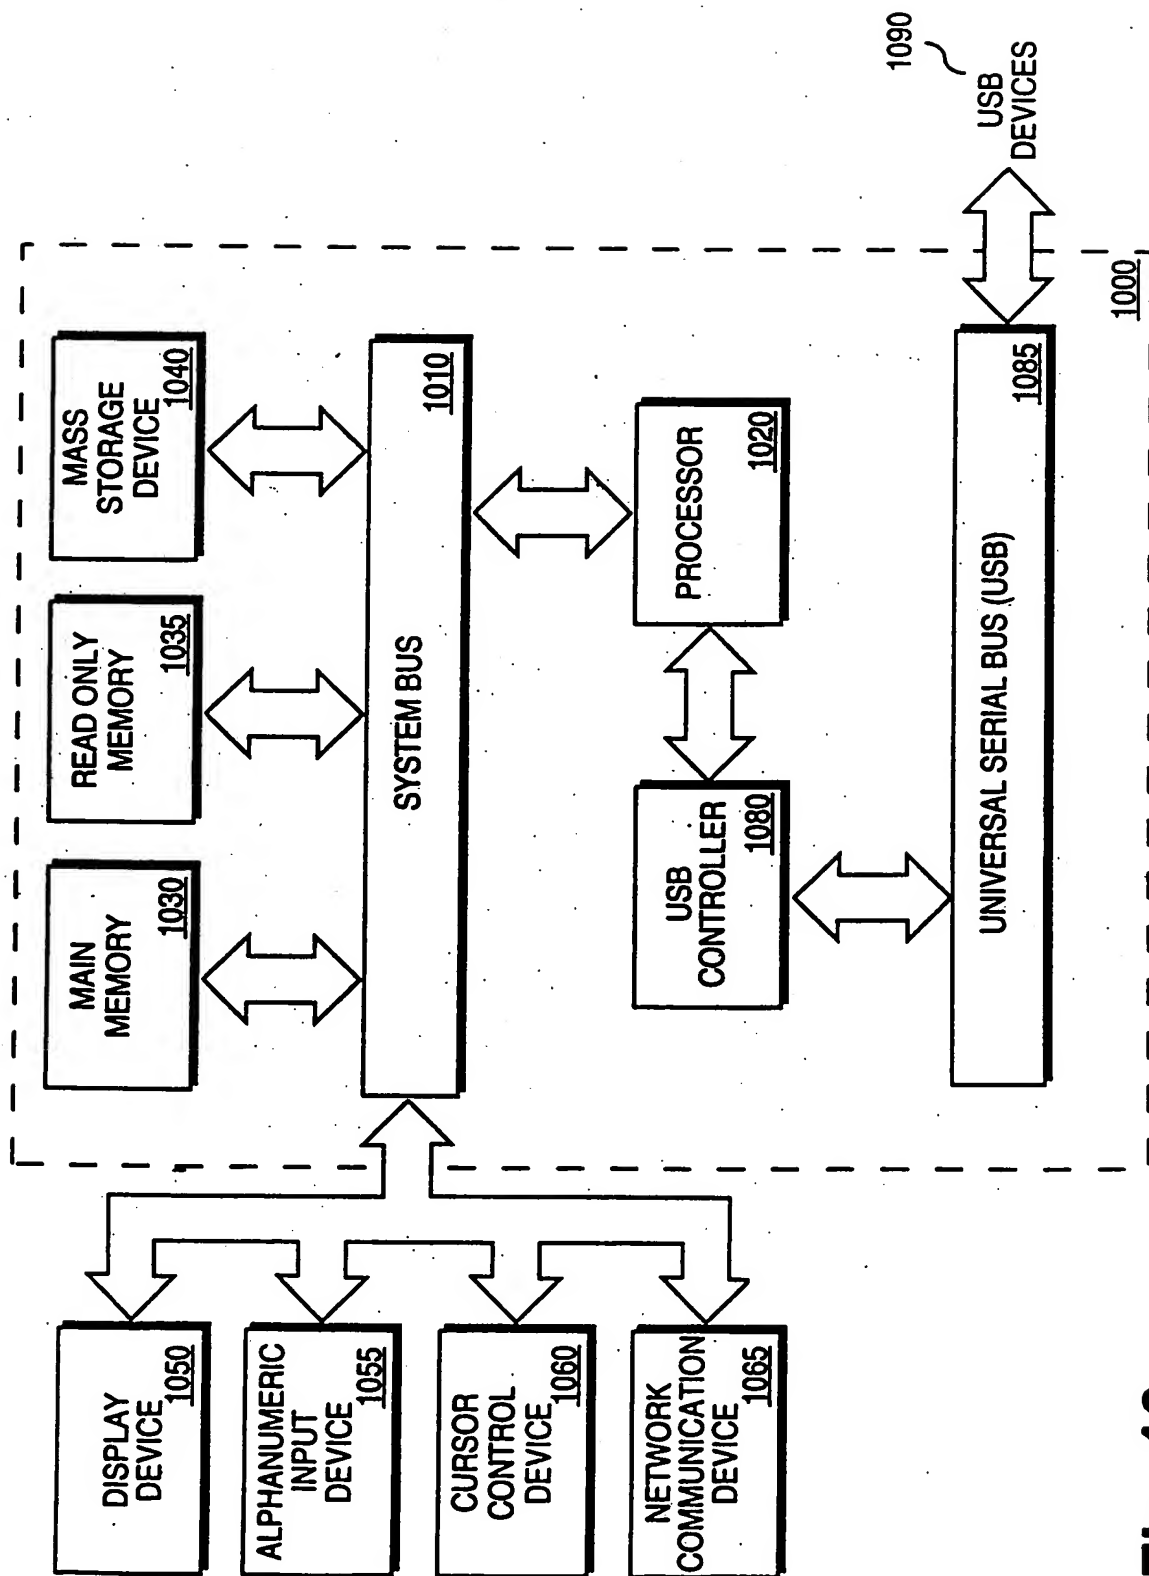 DISPLAY
DEVICE
1050
MAIN
MEMORY
1030
READ ONLY
MEMORY
1035
MASS
STORAGE
DEVICE
1040
ALPHANUMERIC
INPUT
DEVICE
1055
SYSTEM BUS
1010
CURSOR
CONTROL
DEVICE
1060
NETWORK
COMMUNICATION
DEVICE
1065
USB
CONTROLLER
1080
PROCESSOR
1020
1090
USB
DEVICES
UNIVERSAL SERIAL BUS (USB)
1085
1000